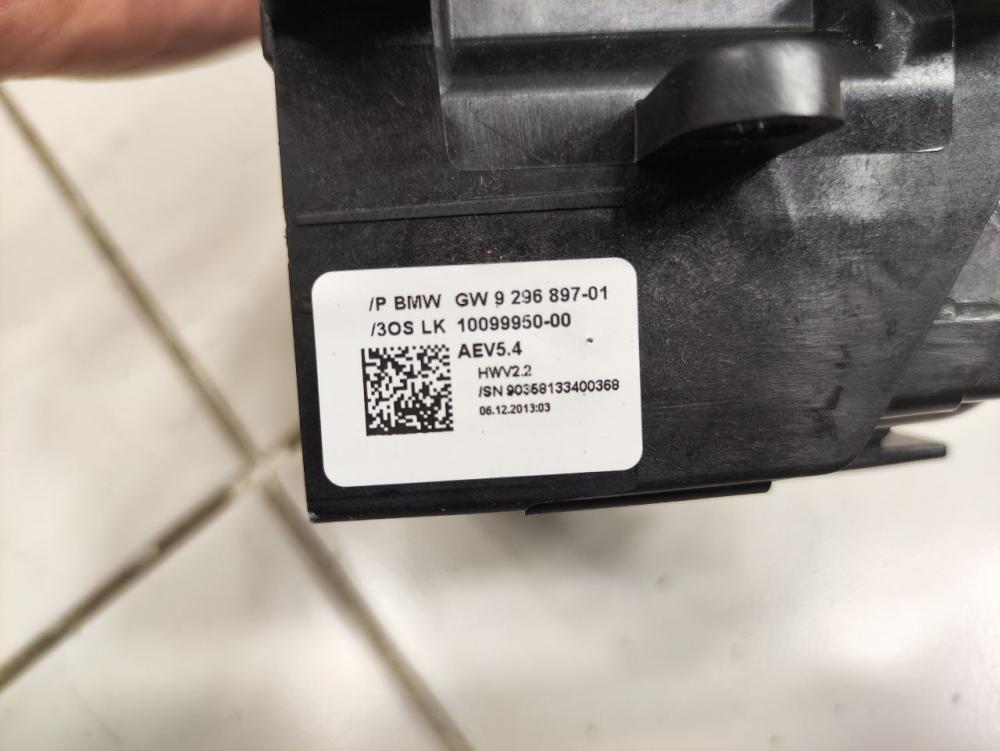 /P BMW GW 9 296 897-01
/3OS LK 10099950-00
AEV5.4
HWV2.2
/SN 90358133400368
06.12.2013:03